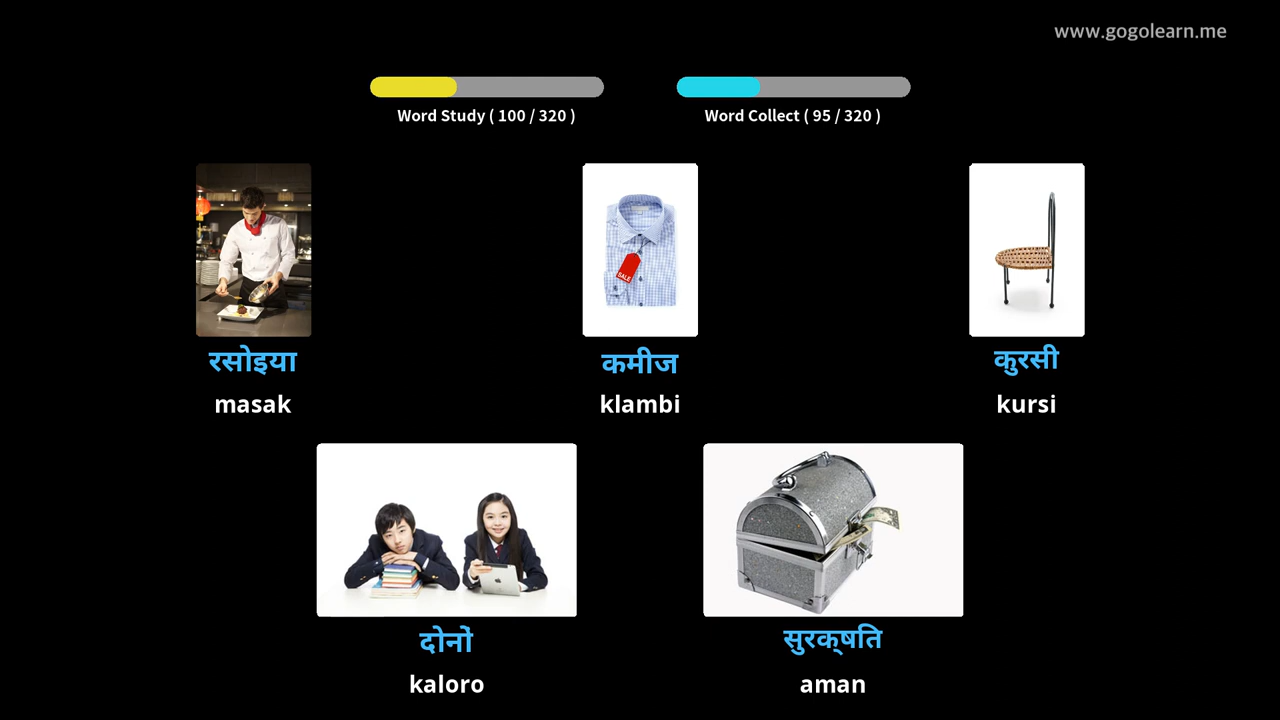 www.gogolearn.me
Word Study ( 100 / 320 )
Word Collect ( 95 / 320 )
SALE
रसोइया
कमीज
कुरसी
masak
klambi
kursi
दोनों
सुरक्षति
kaloro
aman